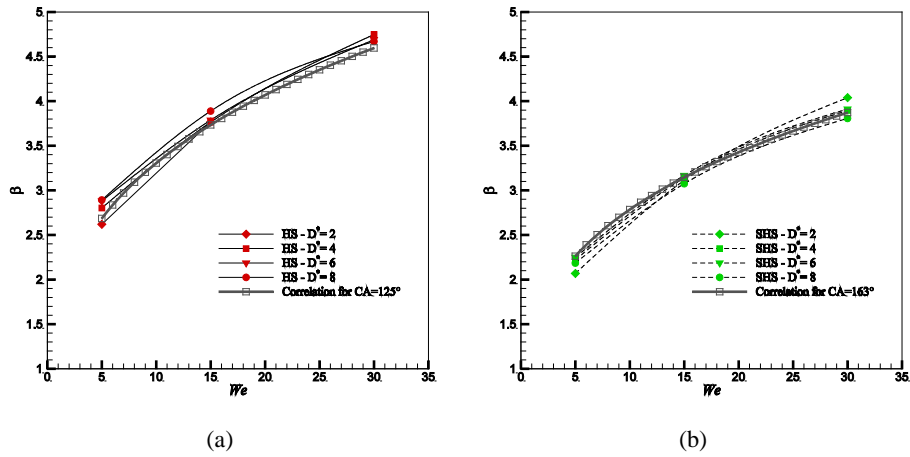 5.
4.5
4.
3.5
3.
2.5
2.
1.5
1.
β
0.
5.
10.
15.
20.
25.
30.
35.
We
HS - D*= 2
HS - D*= 4
HS - D*= 6
HS - D*= 8
Correlation for CA=125°
(a)
5.
4.5
4.
3.5
3.
2.5
2.
1.5
1.
β
0.
5.
10.
15.
20.
25.
30.
35.
We
SHS - D*= 2
SHS - D*= 4
SHS - D*= 6
SHS - D*= 8
Correlation for CA=163°
(b)